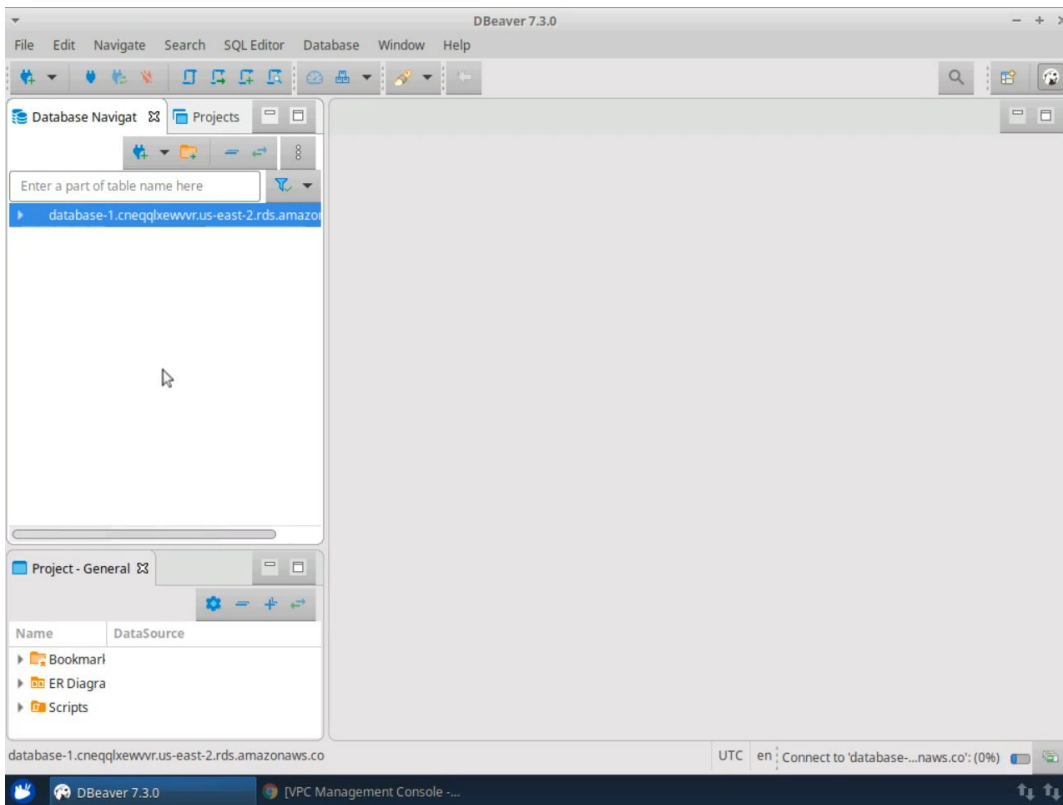 DBeaver 7.3.0
File Edit Navigate Search SQL Editor Database Window Help
Database Navigat Projects
Enter a part of table name here
database-1.cneqqlxewvvr.us-east-2.rds.amazon
Project - General
Name DataSource
Bookmark
ER Diagra
Scripts
database-1.cneqqlxewvvr.us-east-2.rds.amazonaws.co UTC en Connect to 'database-...naws.co': (0%)
DBeaver 7.3.0 [VPC Management Console -...